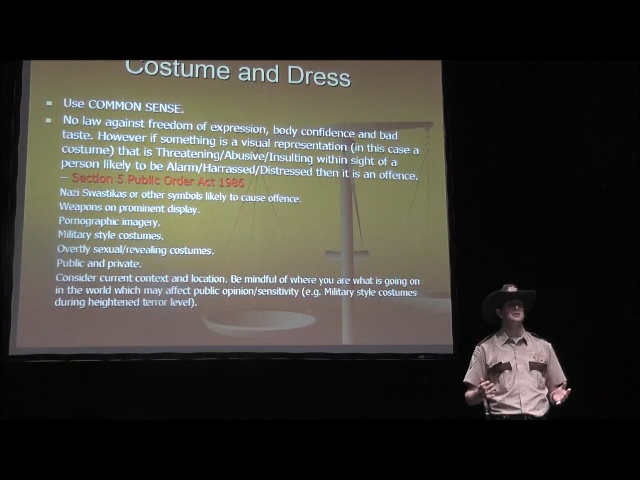 Costume and Dress
Use COMMON SENSE.
No law against freedom of expression, body confidence and bad
taste. However if something is a visual representation (in this case a
costume) that is Threatening/Abusive/Insulting within sight of a
person likely to be Alarm/Harrassed/Distressed then it is an offence.
– Section 5 Public Order Act 1986
Nazi Swastikas or other symbols likely to cause offence.
Weapons on prominent display.
Pornographic imagery.
Military style costumes.
Overtly sexual/revealing costumes.
Public and private.
Consider current context and location. Be mindful of where you are what is going on
in the world which may affect public opinion/sensitivity (e.g. Military style costumes
during heightened terror level).